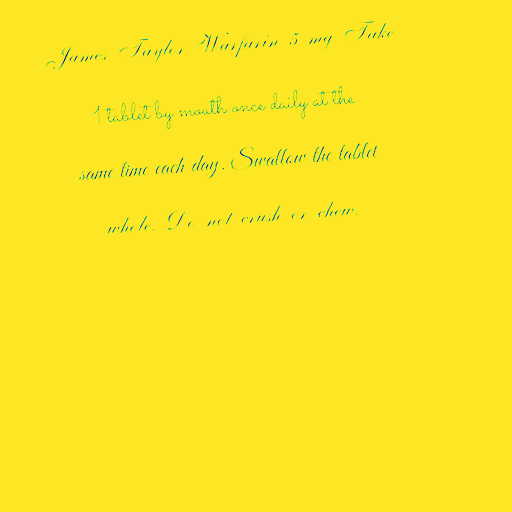 James Taylor Warfarin 5 mg Take
1 tablet by mouth once daily at the
same time each day. Swallow the tablet
whole. Do not crush or chew.